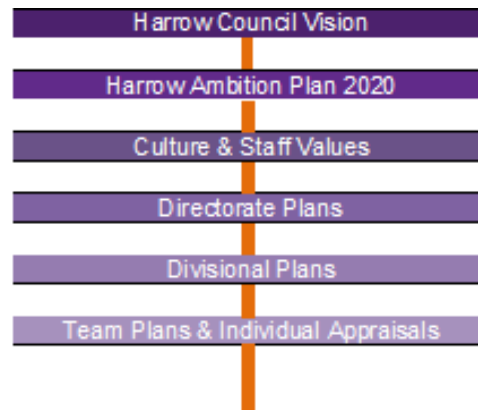 Harrow Council Vision
Harrow Ambition Plan 2020
Culture & Staff Values
Directorate Plans
Divisional Plans
Team Plans & Individual Appraisals